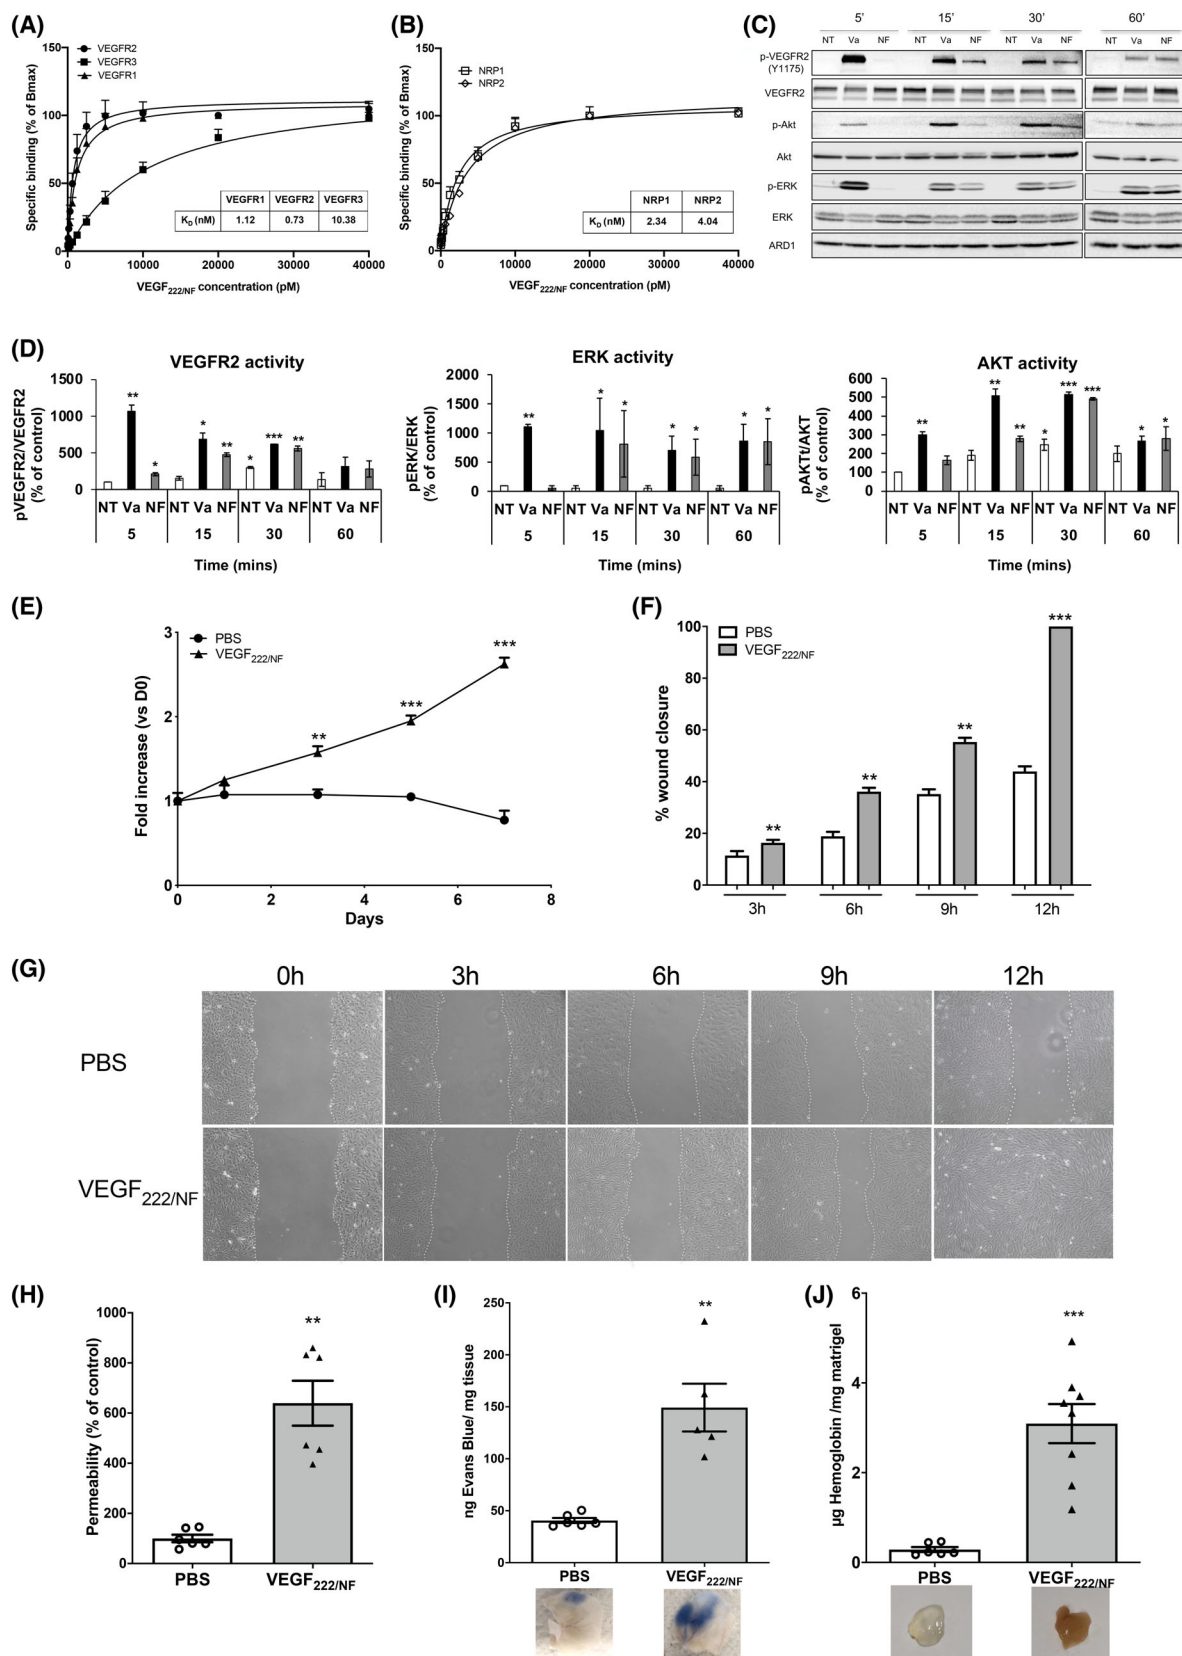 (A)
VEGFR2
VEGFR3
VEGFR1
Specific binding (% of Bmax)
150
100
50
0
VEGFR1 VEGFR2 VEGFR3
KD (nM) 1.12 0.73 10.38
0 10000 20000 30000 40000
VEGF222/NF concentration (pM)
(B)
NRP1
NRP2
Specific binding (% of Bmax)
150
100
50
0
NRP1 NRP2
KD (nM) 2.34 4.04
0 10000 20000 30000 40000
VEGF222/NF concentration (pM)
(C)
5’ 15’ 30’ 60’
NT Va NF NT Va NF NT Va NF NT Va NF
p-VEGFR2
(Y1175)
VEGFR2
p-Akt
Akt
p-ERK
ERK
ARD1
(D)
VEGFR2 activity
pVEGFR2/VEGFR2
(% of control)
1500
1000
500
0
** * * ** * *** **
NT Va NF NT Va NF NT Va NF NT Va NF
5 15 30 60
Time (mins)
ERK activity
pERK/ERK
(% of control)
2000
1500
1000
500
0
** * * * * * *
NT Va NF NT Va NF NT Va NF NT Va NF
5 15 30 60
Time (mins)
AKT activity
pAKTt/AKT
(% of control)
600
500
400
300
200
100
0
** ** ** * *** *** * *
NT Va NF NT Va NF NT Va NF NT Va NF
5 15 30 60
Time (mins)
(E)
PBS
VEGF222/NF
Fold increase (vs D0)
3
2
1
0
** *** ***
0 2 4 6 8
Days
(F)
PBS
VEGF222/NF
% wound closure
100
80
60
40
20
0
** ** ** ***
3h 6h 9h 12h
(G)
0h 3h 6h 9h 12h
PBS
VEGF222/NF
(H)
Permeability (% of control)
1000
800
600
400
200
0
**
PBS VEGF222/NF
(I)
ng Evans Blue/ mg tissue
250
200
150
100
50
0
**
PBS VEGF222/NF
(J)
µg Hemoglobin /mg matrigel
6
4
2
0
***
PBS VEGF222/NF